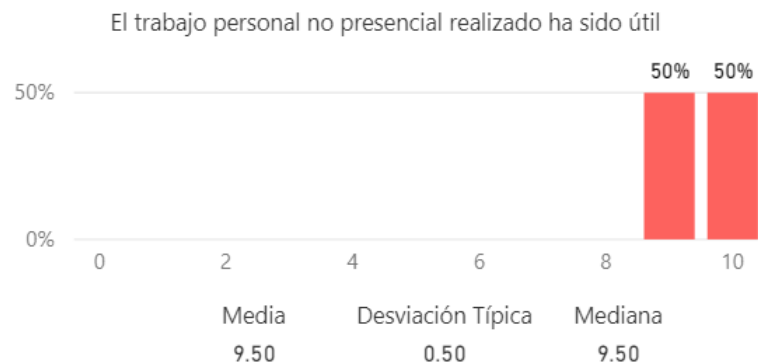 El trabajo personal no presencial realizado ha sido útil
50% 50%
50%
0%
0 2 4 6 8 10
Media Desviación Típica Mediana
9.50 0.50 9.50